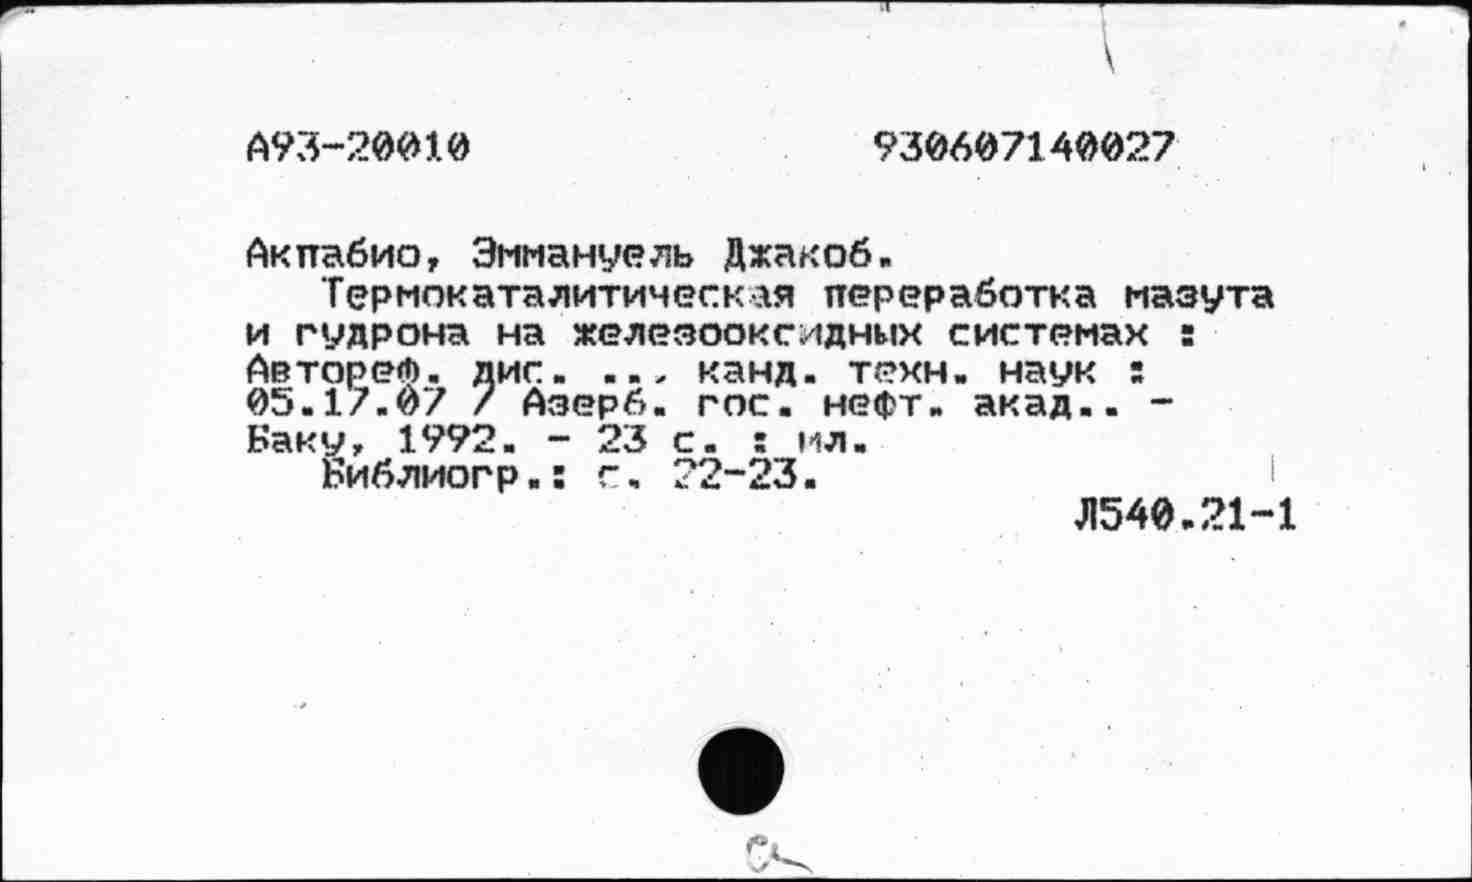 А93-20010 930607140027
Акпабио, Эммануель Джакоб.
Термокаталитическая переработка мазута
и гудрона на железооксидных системах :
Автореф. дис. ... канд. техн. наук :
05.17.07 / Азерб. гос. нефт. акад.. -
Баку, 1992. - 23 с. : ил.
Библиогр.: с. 22-23.
Л540.21-1